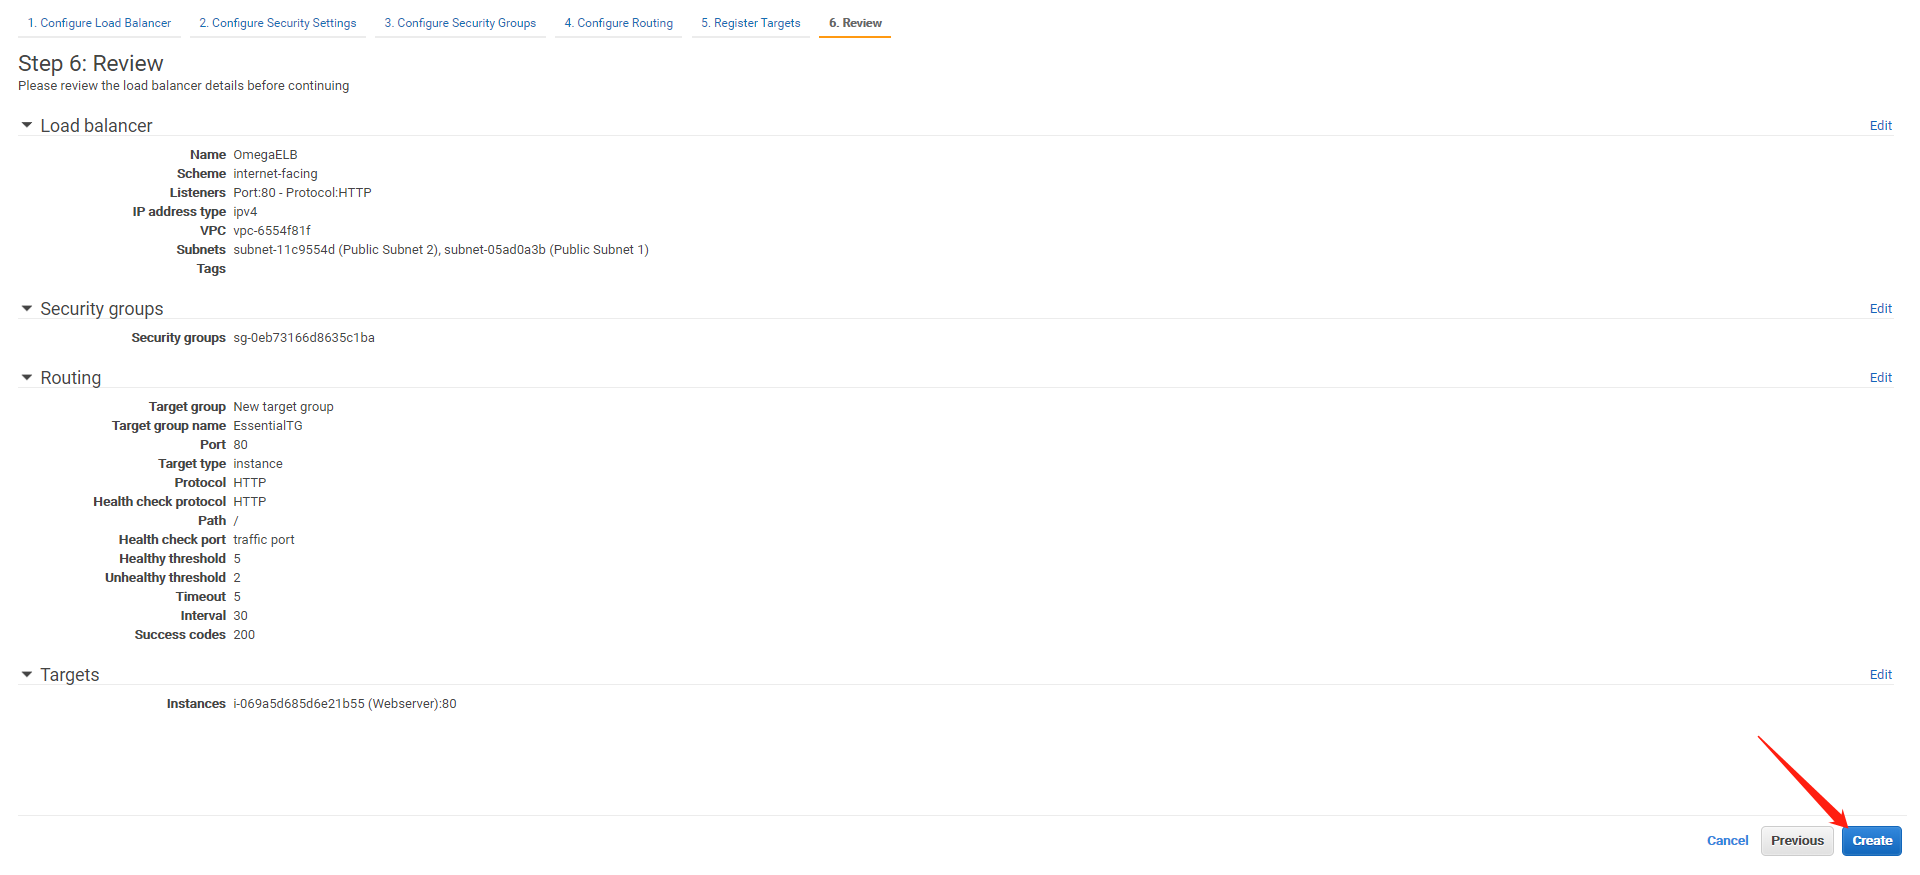 1. Configure Load Balancer 2. Configure Security Settings 3. Configure Security Groups 4. Configure Routing 5. Register Targets 6. Review
Step 6: Review
Please review the load balancer details before continuing
Load balancer Edit
Name OmegaELB
Scheme internet-facing
Listeners Port:80 - Protocol:HTTP
IP address type ipv4
VPC vpc-6554f81f
Subnets subnet-11c9554d (Public Subnet 2), subnet-05ad0a3b (Public Subnet 1)
Tags
Security groups Edit
Security groups sg-0eb73166d8635c1ba
Routing Edit
Target group New target group
Target group name EssentialTG
Port 80
Target type instance
Protocol HTTP
Health check protocol HTTP
Path /
Health check port traffic port
Healthy threshold 5
Unhealthy threshold 2
Timeout 5
Interval 30
Success codes 200
Targets Edit
Instances i-069a5d685d6e21b55 (Webserver):80
Cancel Previous Create